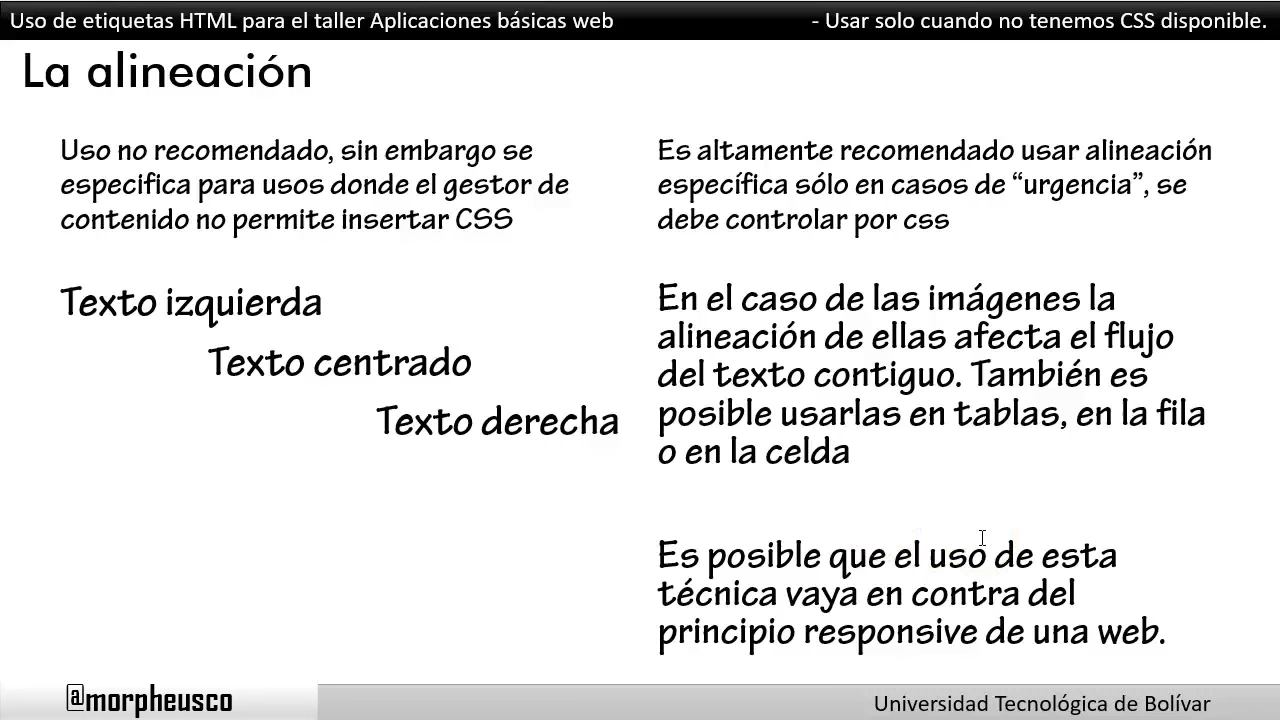 Uso de etiquetas HTML para el taller Aplicaciones básicas web
- Usar solo cuando no tenemos CSS disponible.
La alineación
Uso no recomendado, sin embargo se
especifica para usos donde el gestor de
contenido no permite insertar CSS
Texto izquierda
Texto centrado
Texto derecha
Es altamente recomendado usar alineación
específica sólo en casos de “urgencia”, se
debe controlar por css
En el caso de las imágenes la
alineación de ellas afecta el flujo
del texto contiguo. También es
posible usarlas en tablas, en la fila
o en la celda
Es posible que el uso de esta
técnica vaya en contra del
principio responsive de una web.
@morpheusco
Universidad Tecnológica de Bolívar